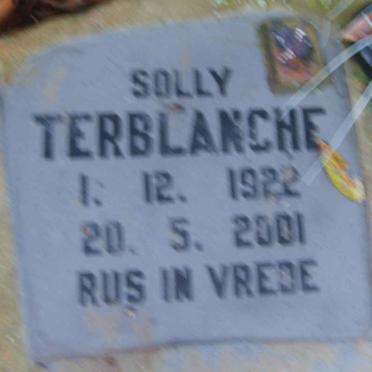 SOLLY
TERBLANCHE
1. 12. 1922
20. 5. 2001
RUS IN VREDE